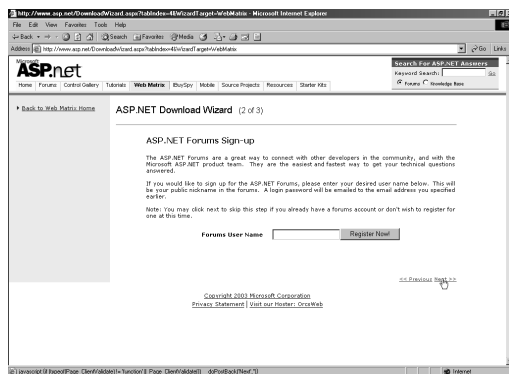 http://www.asp.net/DownloadWizard.aspx?tabIndex=4&WizardTarget=WebMatrix - Microsoft Internet Explorer
File Edit View Favorites Tools Help
Back Search Favorites Media
Address http://www.asp.net/DownloadWizard.aspx?tabIndex=4&WizardTarget=WebMatrix Go Links
Microsoft
ASP.net
Search For ASP.NET Answers
Keyword Search: Go
Forums Knowledge Base
Home Forums Control Gallery Tutorials Web Matrix IBuySpy Mobile Source Projects Resources Starter Kits
Back to Web Matrix Home
ASP.NET Download Wizard (2 of 3)
ASP.NET Forums Sign-up
The ASP.NET Forums are a great way to connect with other developers in the community, and with the
Microsoft ASP.NET product team. They are the easiest and fastest way to get your technical questions
answered.
If you would like to sign up for the ASP.NET Forums, please enter your desired user name below. This will
be your public nickname in the forums. A login password will be emailed to the email address you specified
earlier.
Note: You may click next to skip this step if you already have a forums account or don't wish to register for
one at this time.
Forums User Name Register Now!
<< Previous Next >>
Copyright 2003 Microsoft Corporation
Privacy Statement | Visit our Hoster: OrcsWeb
javascript:{if (typeof(Page_ClientValidate) != 'function' || Page_ClientValidate()) __doPostBack('Next','')} Internet